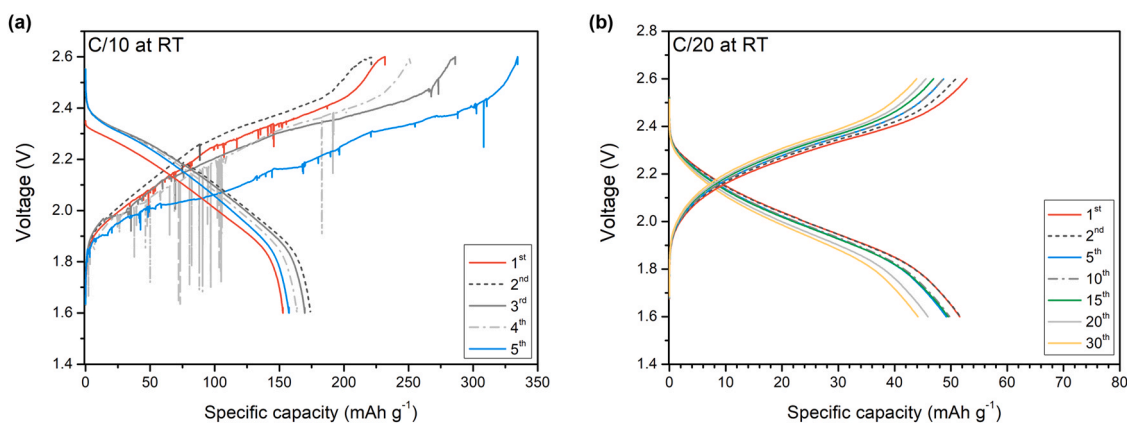 (a)
C/10 at RT
2.6
2.4
2.2
2.0
1.8
1.6
1.4
Voltage (V)
1st
2nd
3rd
4th
5th
0 50 100 150 200 250 300 350
Specific capacity (mAh g-1)
(b)
C/20 at RT
2.8
2.6
2.4
2.2
2.0
1.8
1.6
1.4
Voltage (V)
1st
2nd
5th
10th
15th
20th
30th
0 10 20 30 40 50 60 70 80
Specific capacity (mAh g-1)